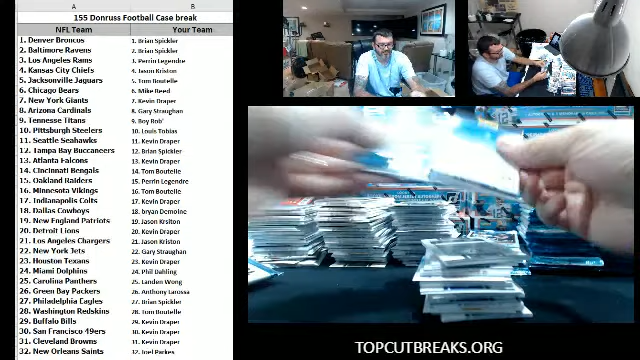 A B
155 Donruss Football Case break
NFL Team Your Team
1. Denver Broncos 1. Brian Spickler
2. Baltimore Ravens 2. Brian Spickler
3. Los Angeles Rams 3. Perrin Legendre
4. Kansas City Chiefs 4. Jason Kriston
5. Jacksonville Jaguars 5. Tom Boutelle
6. Chicago Bears 6. Mike Reed
7. New York Giants 7. Kevin Draper
8. Arizona Cardinals 8. Gary Straughan
9. Tennesse Titans 9. Boy Rob'
10. Pittsburgh Steelers 10. Louis Tobias
11. Seattle Seahawks 11. Kevin Draper
12. Tampa Bay Buccaneers 12. Brian Spickler
13. Atlanta Falcons 13. Kevin Draper
14. Cincinnati Bengals 14. Tom Boutelle
15. Oakland Raiders 15. Perrin Legendre
16. Minnesota Vikings 16. Tom Boutelle
17. Indianapolis Colts 17. Kevin Draper
18. Dallas Cowboys 18. bryan Demoine
19. New England Patriots 19. Jason Kriston
20. Detroit Lions 20. Kevin Draper
21. Los Angeles Chargers 21. Jason Kriston
22. New York Jets 22. Gary Straughan
23. Houston Texans 23. Kevin Draper
24. Miami Dolphins 24. Phil Dahling
25. Carolina Panthers 25. Landen Wong
26. Green Bay Packers 26. Anthony Larossa
27. Philadelphia Eagles 27. Brian Spickler
28. Washington Redskins 28. Tom Boutelle
29. Buffalo Bills 29. Kevin Draper
30. San Francisco 49ers 30. Kevin Draper
31. Cleveland Browns 31. Kevin Draper
32. New Orleans Saints 32. Joel Parkes
TOPCUTBREAKS.ORG